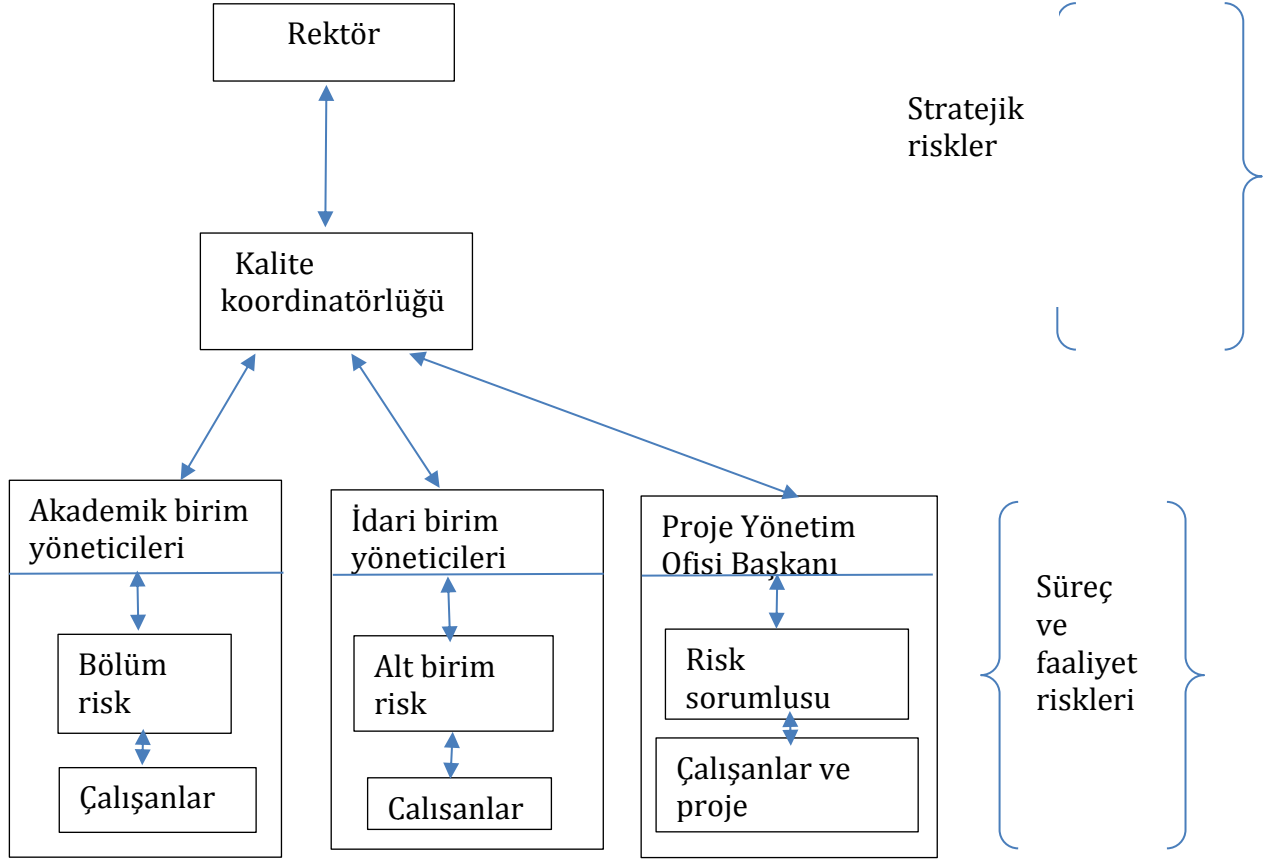 Rektör
Stratejik
riskler
Kalite
koordinatörlüğü
Akademik birim
yöneticileri
İdari birim
yöneticileri
Proje Yönetim
Ofisi Başkanı
Süreç
ve
faaliyet
riskleri
Bölüm
risk
Alt birim
risk
Risk
sorumlusu
Çalışanlar
Calısanlar
Çalışanlar ve
proje